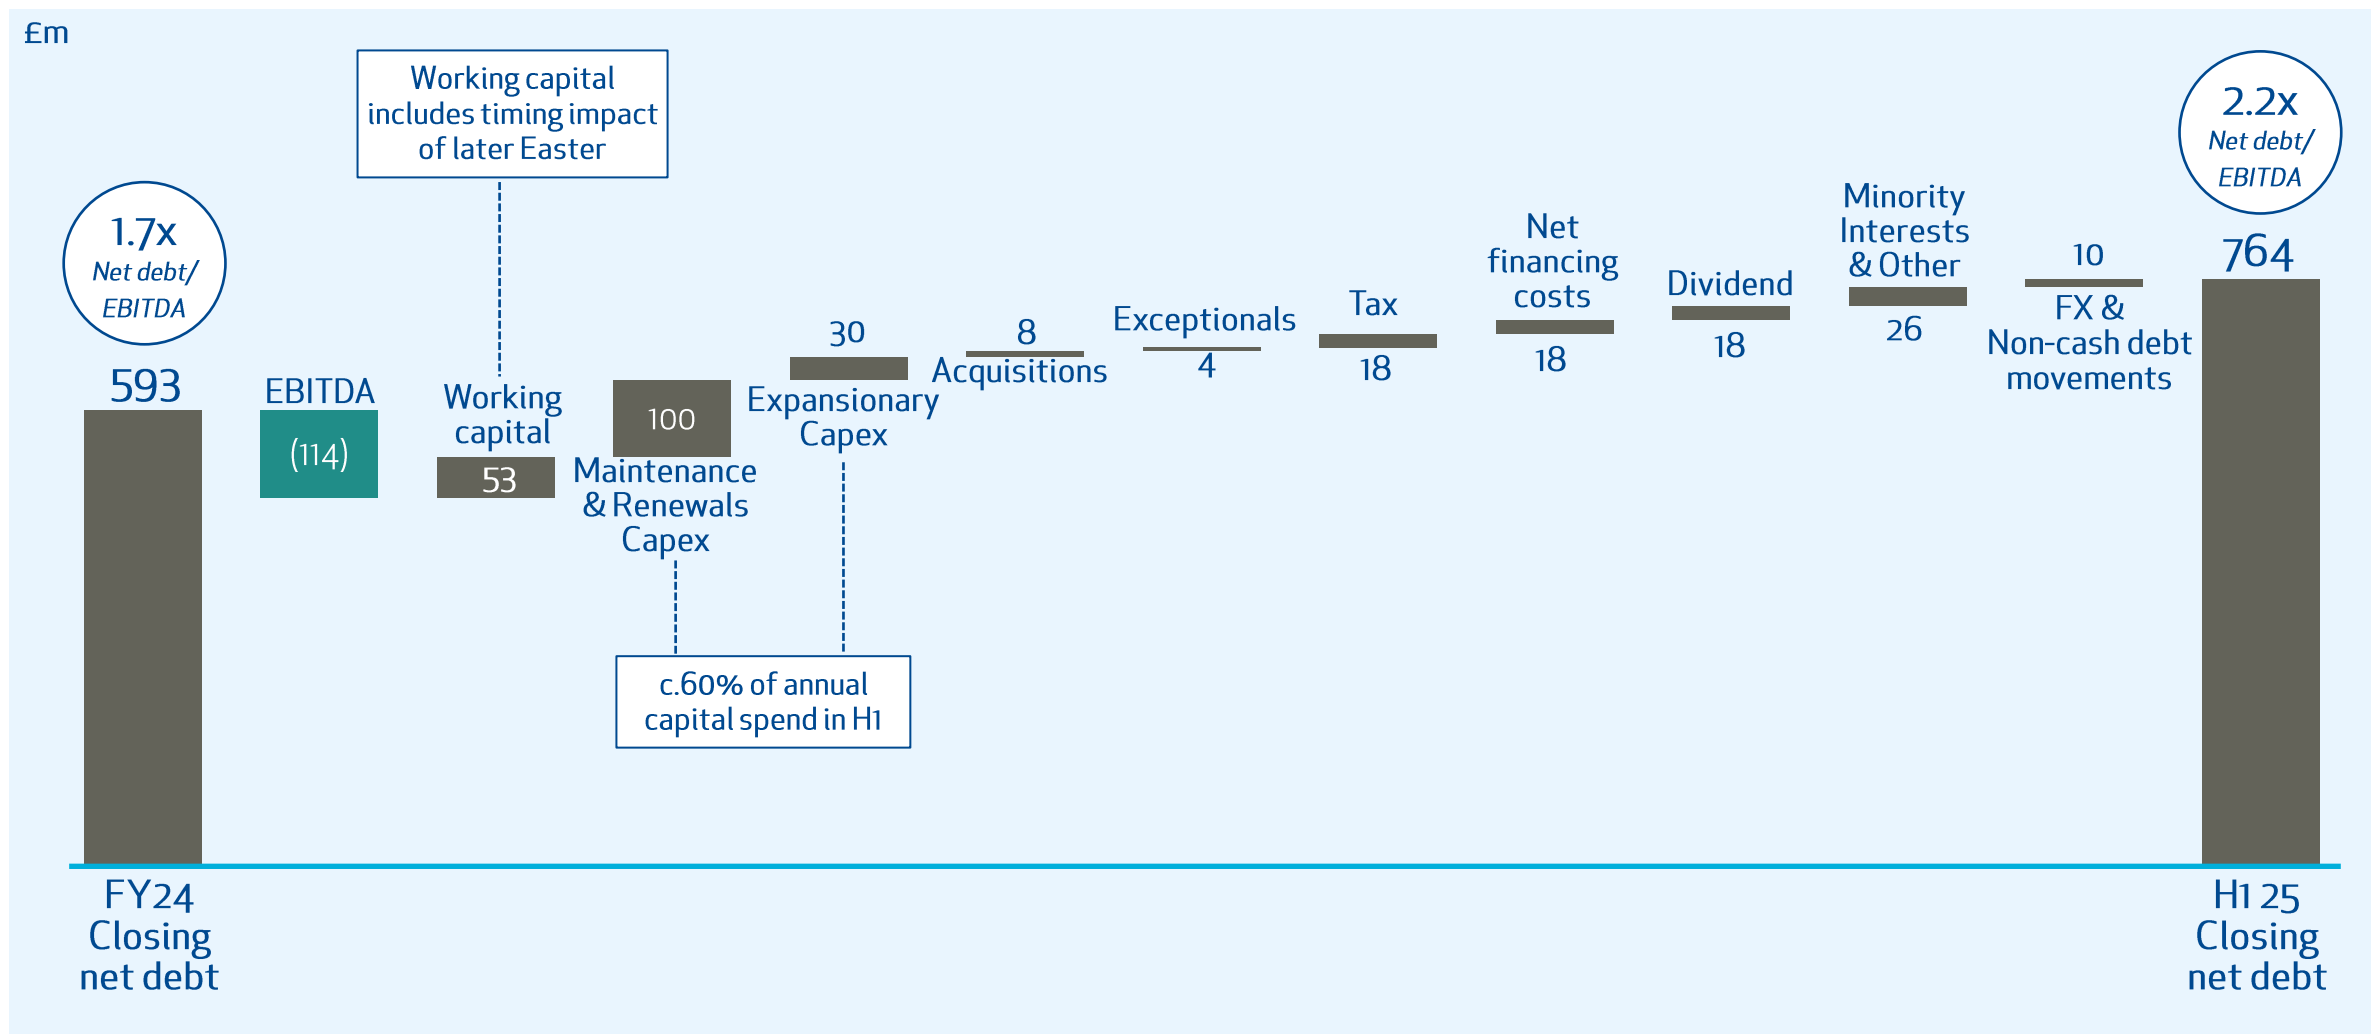 £m
Working capital
includes timing impact
of later Easter
1.7x
Net debt/
EBITDA
593
EBITDA
(114)
Working
capital
53
100
Maintenance
& Renewals
Capex
30
Expansionary
Capex
c.60% of annual
capital spend in H1
8
Acquisitions
Exceptionals
4
Tax
18
Net
financing
costs
18
Dividend
18
Minority
Interests
& Other
26
10
FX &
Non-cash debt
movements
2.2x
Net debt/
EBITDA
764
FY24
Closing
net debt
H1 25
Closing
net debt